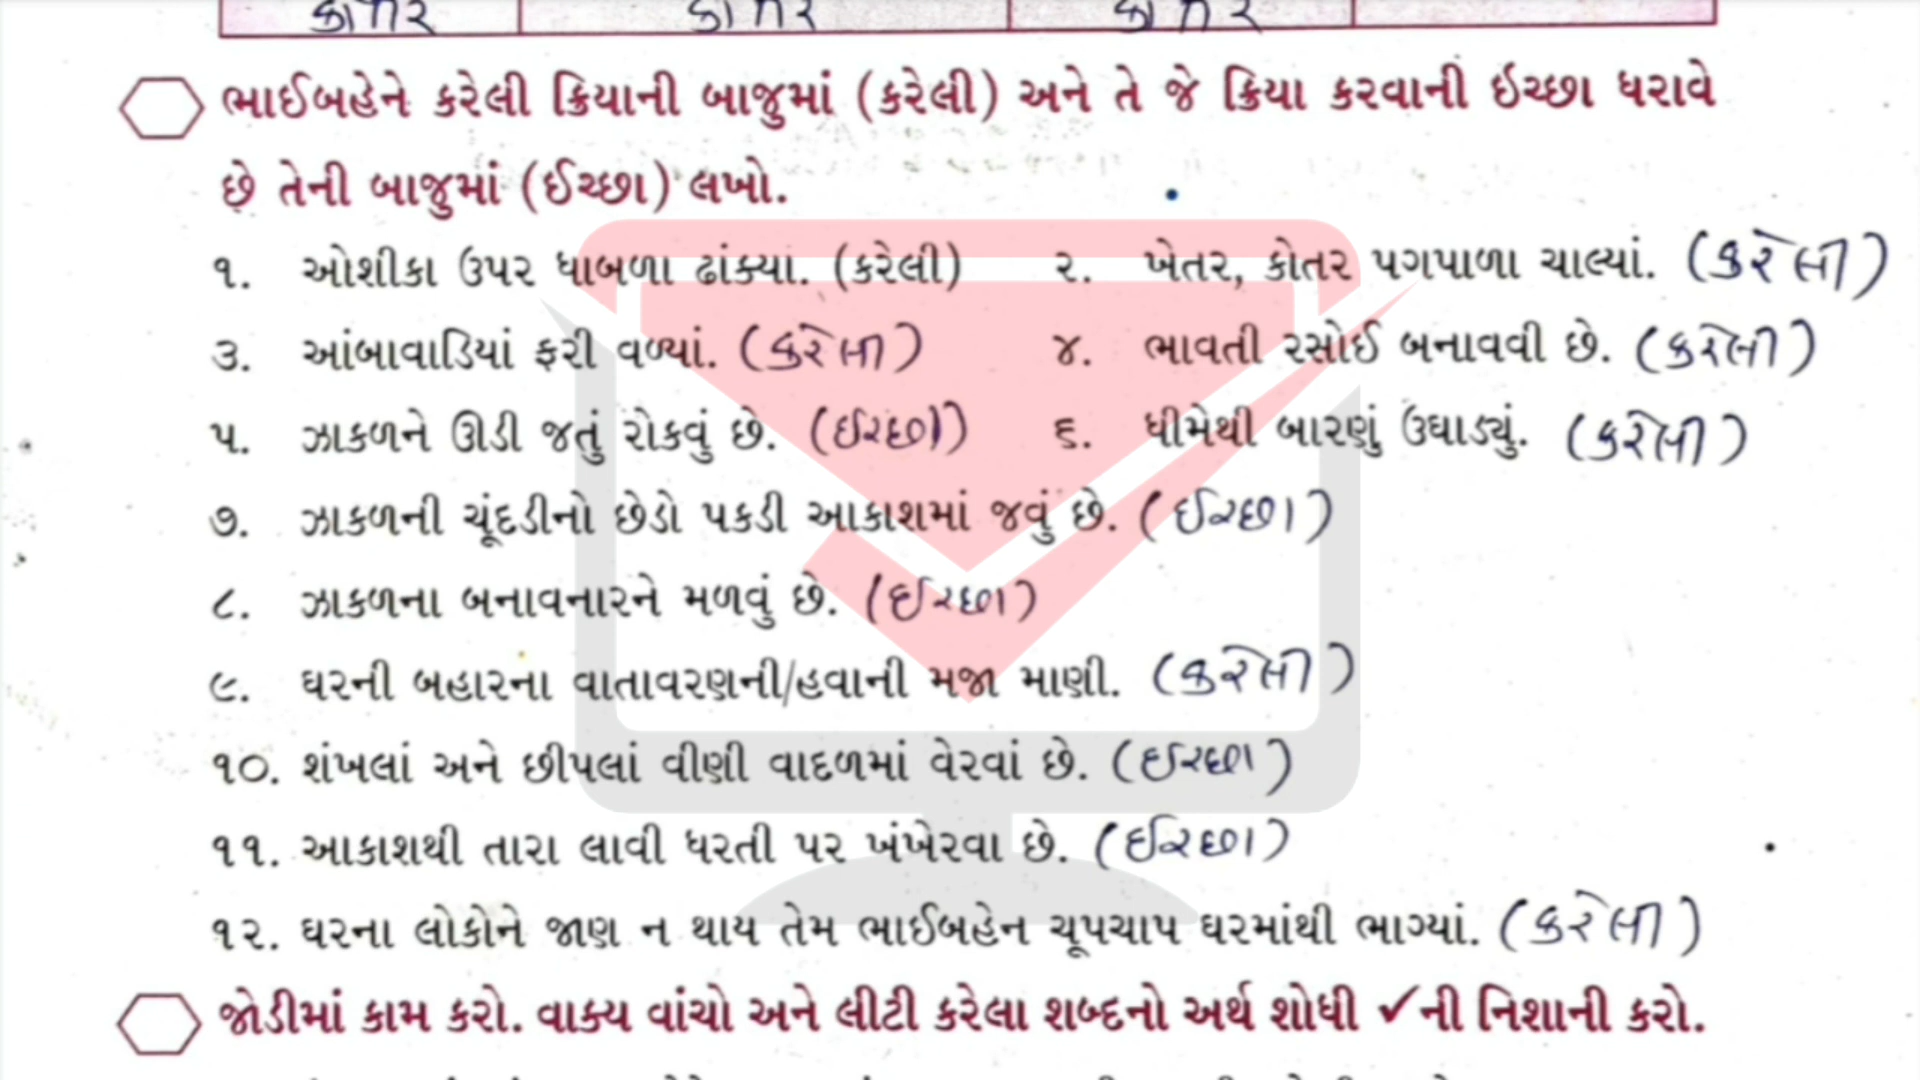 કાતર કાતર કાતર
ભાઈબહેને કરેલી ક્રિયાની બાજુમાં (કરેલી) અને તે જે ક્રિયા કરવાની ઇચ્છા ધરાવે
છે તેની બાજુમાં (ઈચ્છા) લખો.
૧. ઓશીકા ઉપર ધાબળા ઢાંક્યા. (કરેલી) ૨. ખેતર, કોતર પગપાળા ચાલ્યાં. (કરેલી)
૩. આંબાવાડિયાં ફરી વળ્યાં. (કરેલી) ૪. ભાવતી રસોઈ બનાવવી છે. (કરેલી)
૫. ઝાકળને ઊડી જતું રોકવું છે. (ઈચ્છા) ૬. ધીમેથી બારણું ઉઘાડ્યું. (કરેલી)
૭. ઝાકળની ચૂંદડીનો છેડો પકડી આકાશમાં જવું છે. (ઈચ્છા)
૮. ઝાકળના બનાવનારને મળવું છે. (ઈચ્છા)
૯. ઘરની બહારના વાતાવરણની/હવાની મજા માણી. (કરેલી)
૧૦. શંખલાં અને છીપલાં વીણી વાદળમાં વેરવાં છે. (ઈચ્છા)
૧૧. આકાશથી તારા લાવી ધરતી પર ખંખેરવા છે. (ઈચ્છા)
૧૨. ઘરના લોકોને જાણ ન થાય તેમ ભાઈબહેન ચૂપચાપ ઘરમાંથી ભાગ્યાં. (કરેલી)
જોડીમાં કામ કરો. વાક્ય વાંચો અને લીટી કરેલા શબ્દનો અર્થ શોધી ✓ની નિશાની કરો.